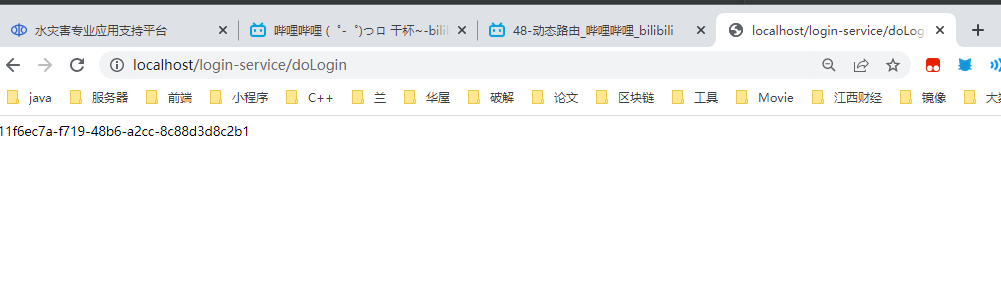 水灾害专业应用支持平台
哔哩哔哩 ( ゜- ゜)つロ 干杯~-bili
48-动态路由_哔哩哔哩_bilibili
localhost/login-service/doLogin
localhost/login-service/doLogin
java 服务器 前端 小程序 C++ 兰 华屋 破解 论文 区块链 工具 Movie 江西财经 镜像
11f6ec7a-f719-48b6-a2cc-8c88d3d8c2b1